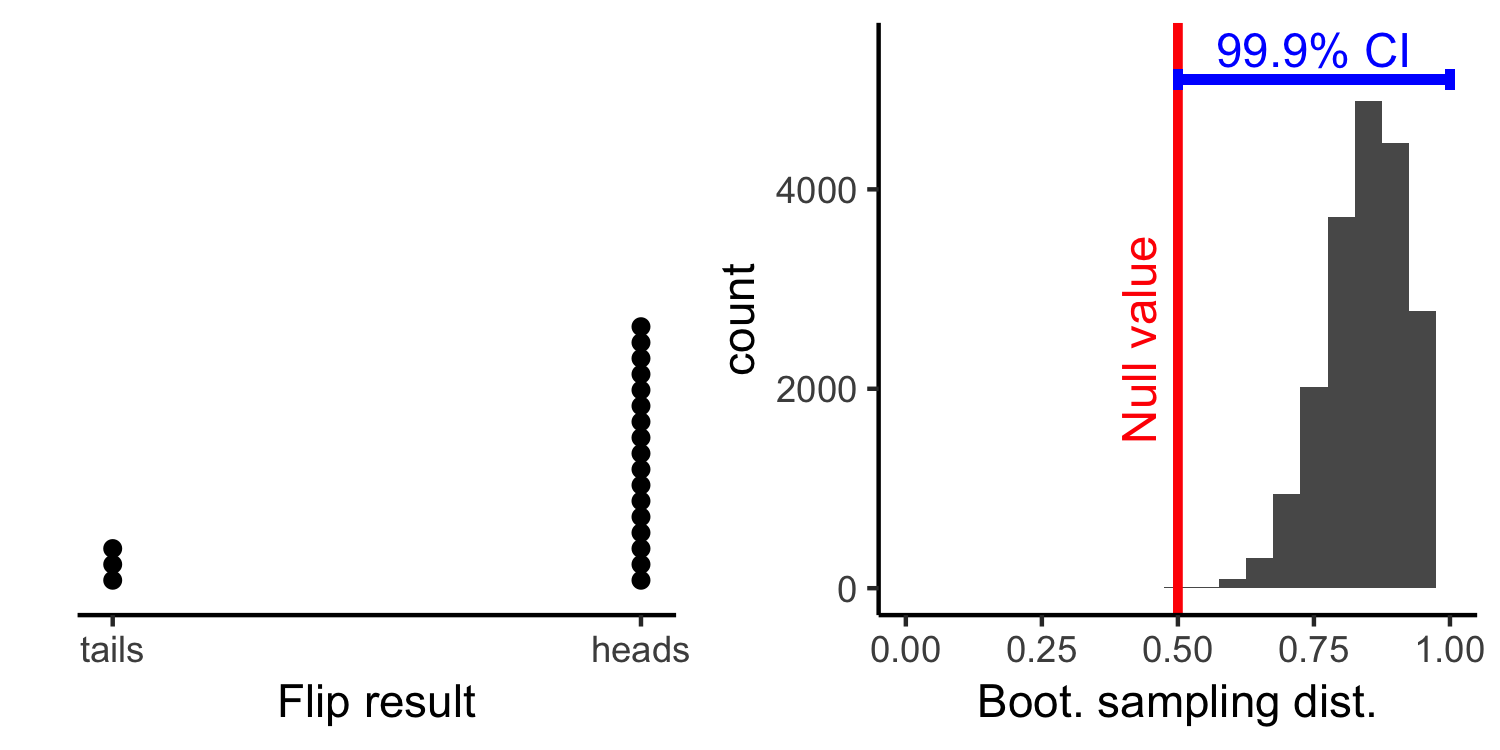 tails
heads
Flip result
99.9% CI
Null value
count
4000
2000
0
0.00
0.25
0.50
0.75
1.00
Boot. sampling dist.